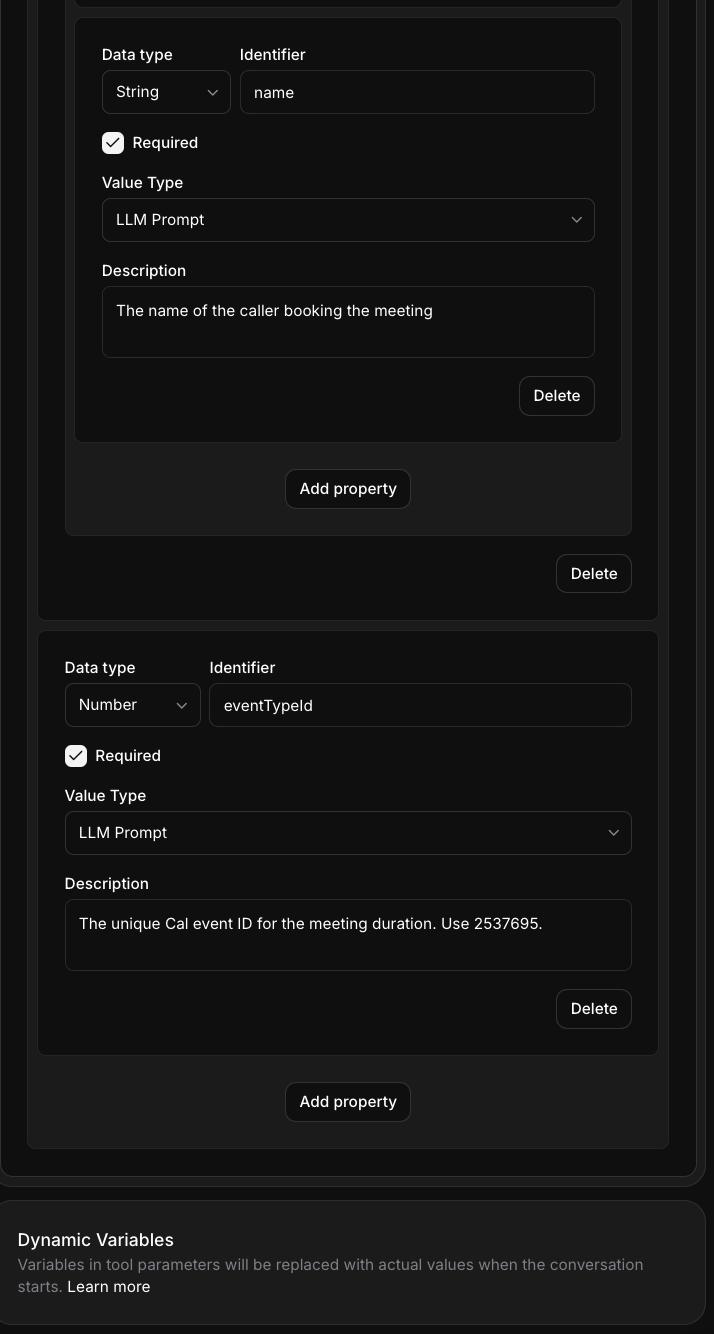 Data type Identifier
String name
Required
Value Type
LLM Prompt
Description
The name of the caller booking the meeting
Delete
Add property
Delete
Data type Identifier
Number eventTypeId
Required
Value Type
LLM Prompt
Description
The unique Cal event ID for the meeting duration. Use 2537695.
Delete
Add property
Dynamic Variables
Variables in tool parameters will be replaced with actual values when the conversation
starts. Learn more